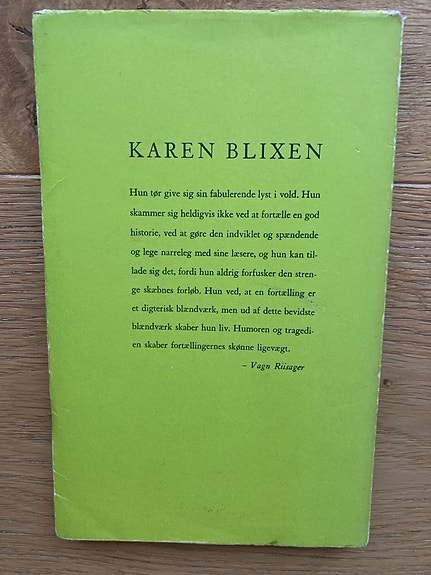 KAREN BLIXEN
Hun tør give sig sin fabulerende lyst i vold. Hun
skammer sig heldigvis ikke ved at fortælle en god
historie, ved at gøre den indviklet og spændende
og lege narreleg med sine læsere, og hun kan til-
lade sig det, fordi hun aldrig forfusker den stren-
ge skæbnes forløb. Hun ved, at en fortælling er
et digterisk blændværk, men ud af dette bevidste
blændværk skaber hun liv. Humoren og tragedi-
en skaber fortællingernes skønne ligevægt.
– Vagn Riisager